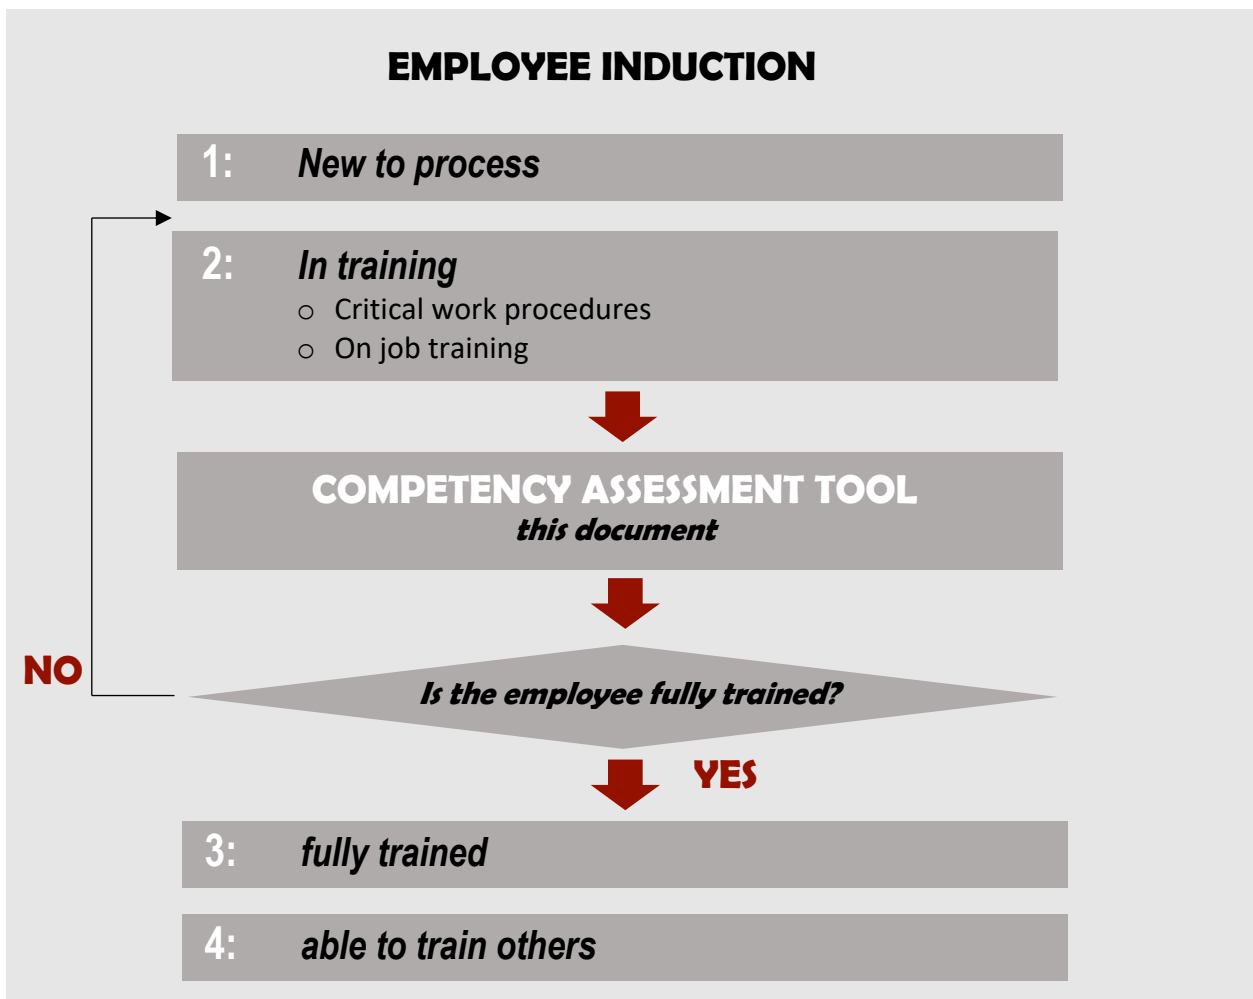 EMPLOYEE INDUCTION
1: New to process
2: In training
o Critical work procedures
o On job training
COMPETENCY ASSESSMENT TOOL
this document
NO
Is the employee fully trained?
YES
3: fully trained
4: able to train others